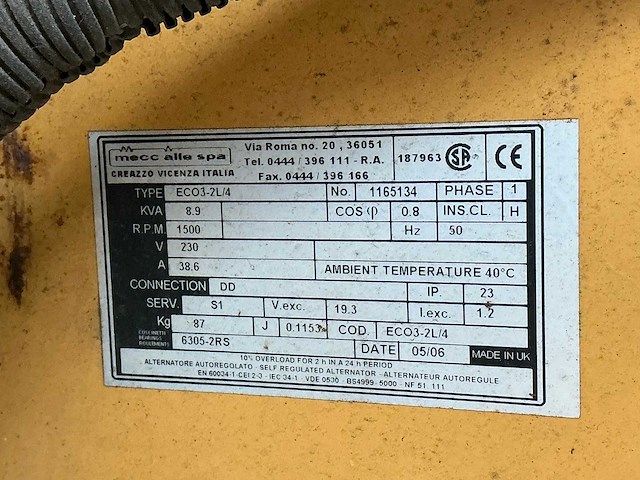 mecc alte spa
CREAZZO VICENZA ITALIA
Via Roma no. 20 , 36051
Tel. 0444 / 396 111 - R.A.
Fax. 0444 / 396 166
187963 SA CE
TYPE ECO3-2L/4 No. 1165134 PHASE 1
KVA 8.9 COS φ 0.8 INS.CL. H
R.P.M. 1500 Hz 50
V 230
A 38.6 AMBIENT TEMPERATURE 40°C
CONNECTION DD IP. 23
SERV. S1 V.exc. 19.3 I.exc. 1.2
Kg 87 J 0.1153 COD. ECO3-2L/4
CUSCINETTI
BEARINGS
ROULEMENTS
6305-2RS DATE 05/06 MADE IN UK
10% OVERLOAD FOR 2 h IN A 24 h PERIOD
ALTERNATORE AUTOREGOLATO - SELF REGULATED ALTERNATOR - ALTERNATEUR AUTOREGULE
EN 60034-1-CEI 2-3 - IEC 34-1 VDE 0530 - BS4999 - 5000 - NF 51. 111